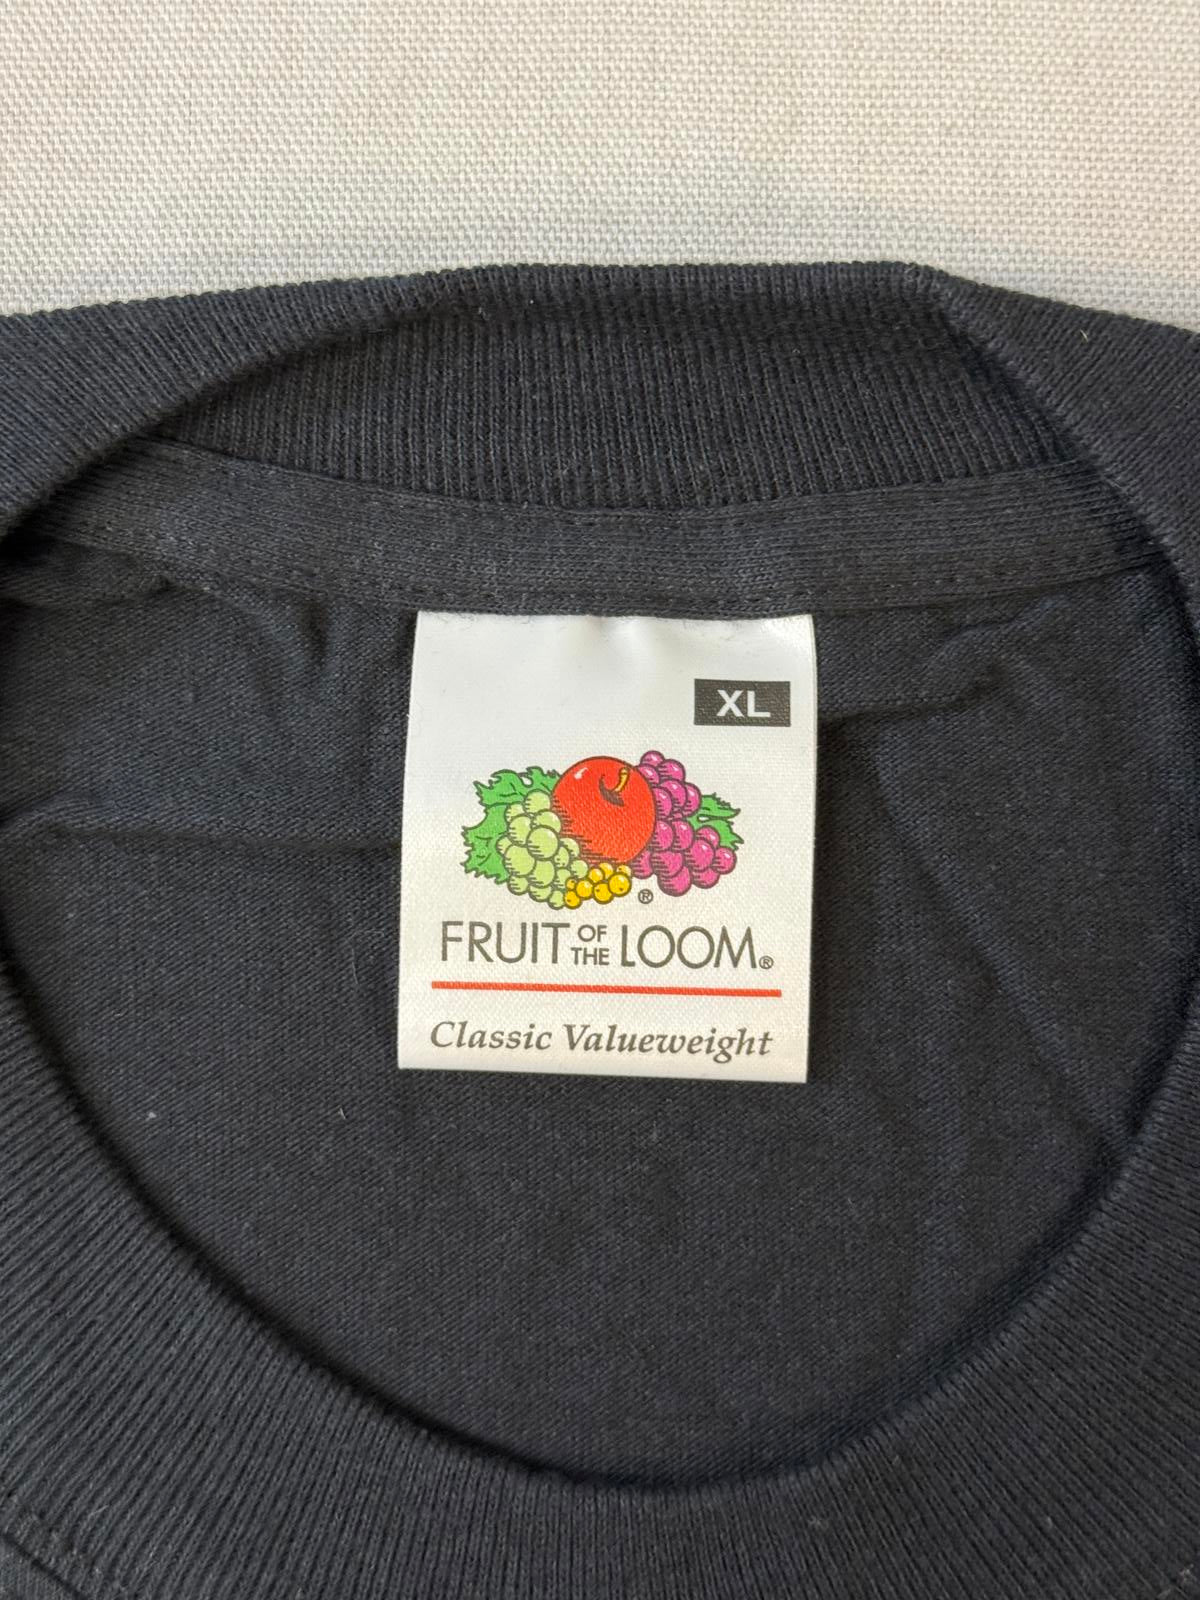 XL
®
FRUIT OF THE LOOM®
Classic Valueweight